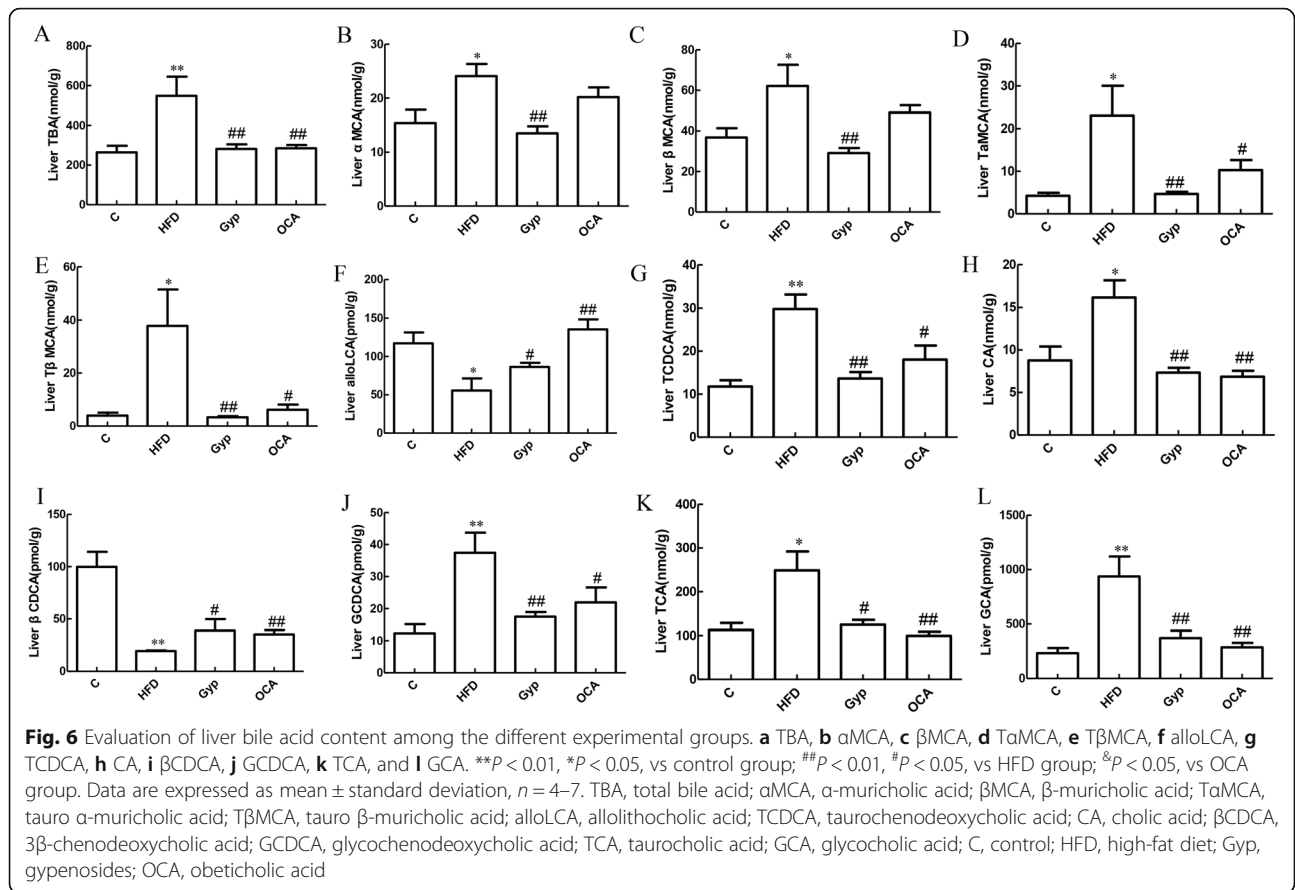 A
Liver TBA(nmol/g)
800
600
400
200
0
**
##
##
C
HFD
Gyp
OCA
B
Liver α MCA(nmol/g)
30
20
10
0
*
##
C
HFD
Gyp
OCA
C
Liver β MCA(nmol/g)
80
60
40
20
0
*
##
C
HFD
Gyp
OCA
D
Liver TaMCA(nmol/g)
40
30
20
10
0
*
##
#
C
HFD
Gyp
OCA
E
Liver Tβ MCA(nmol/g)
60
40
20
0
*
##
#
C
HFD
Gyp
OCA
F
Liver alloLCA(pmol/g)
200
150
100
50
0
*
#
##
C
HFD
Gyp
OCA
G
Liver TCDCA(nmol/g)
40
30
20
10
0
**
##
#
C
HFD
Gyp
OCA
H
Liver CA(nmol/g)
20
15
10
5
0
*
##
##
C
HFD
Gyp
OCA
I
Liver β CDCA(pmol/g)
150
100
50
0
**
#
##
C
HFD
Gyp
OCA
J
Liver GCDCA(pmol/g)
50
40
30
20
10
0
**
##
#
C
HFD
Gyp
OCA
K
Liver TCA(nmol/g)
400
300
200
100
0
*
#
##
C
HFD
Gyp
OCA
L
Liver GCA(pmol/g)
1500
1000
500
0
**
##
##
C
HFD
Gyp
OCA
Fig. 6 Evaluation of liver bile acid content among the different experimental groups. a TBA, b αMCA, c βMCA, d TαMCA, e TβMCA, f alloLCA, g
TCDCA, h CA, i βCDCA, j GCDCA, k TCA, and l GCA. **P < 0.01, *P < 0.05, vs control group; ##P < 0.01, #P < 0.05, vs HFD group; &P < 0.05, vs OCA
group. Data are expressed as mean ± standard deviation, n = 4–7. TBA, total bile acid; αMCA, α-muricholic acid; βMCA, β-muricholic acid; TαMCA,
tauro α-muricholic acid; TβMCA, tauro β-muricholic acid; alloLCA, allolithocholic acid; TCDCA, taurochenodeoxycholic acid; CA, cholic acid; βCDCA,
3β-chenodeoxycholic acid; GCDCA, glycochenodeoxycholic acid; TCA, taurocholic acid; GCA, glycocholic acid; C, control; HFD, high-fat diet; Gyp,
gypenosides; OCA, obeticholic acid